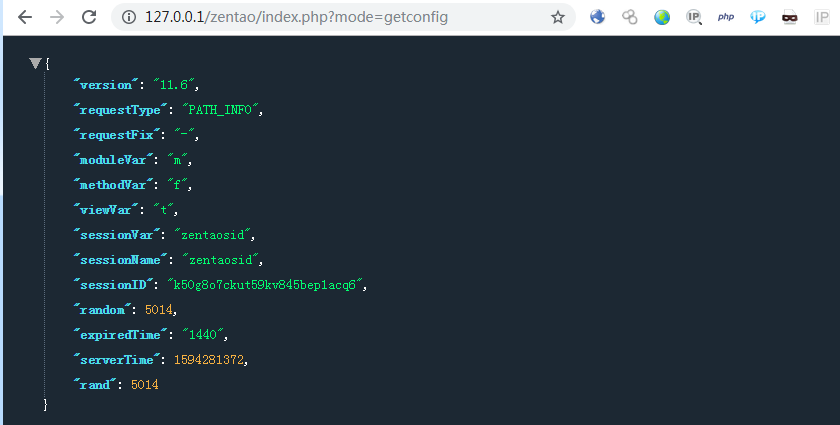 127.0.0.1/zentao/index.php?mode=getconfig
IP
php
IP
IP
{
"version": "11.6",
"requestType": "PATH_INFO",
"requestFix": "-",
"moduleVar": "m",
"methodVar": "f",
"viewVar": "t",
"sessionVar": "zentaosid",
"sessionName": "zentaosid",
"sessionID": "k50g8o7ckut59kv845bep1acq6",
"random": 5014,
"expiredTime": "1440",
"serverTime": 1594281372,
"rand": 5014
}